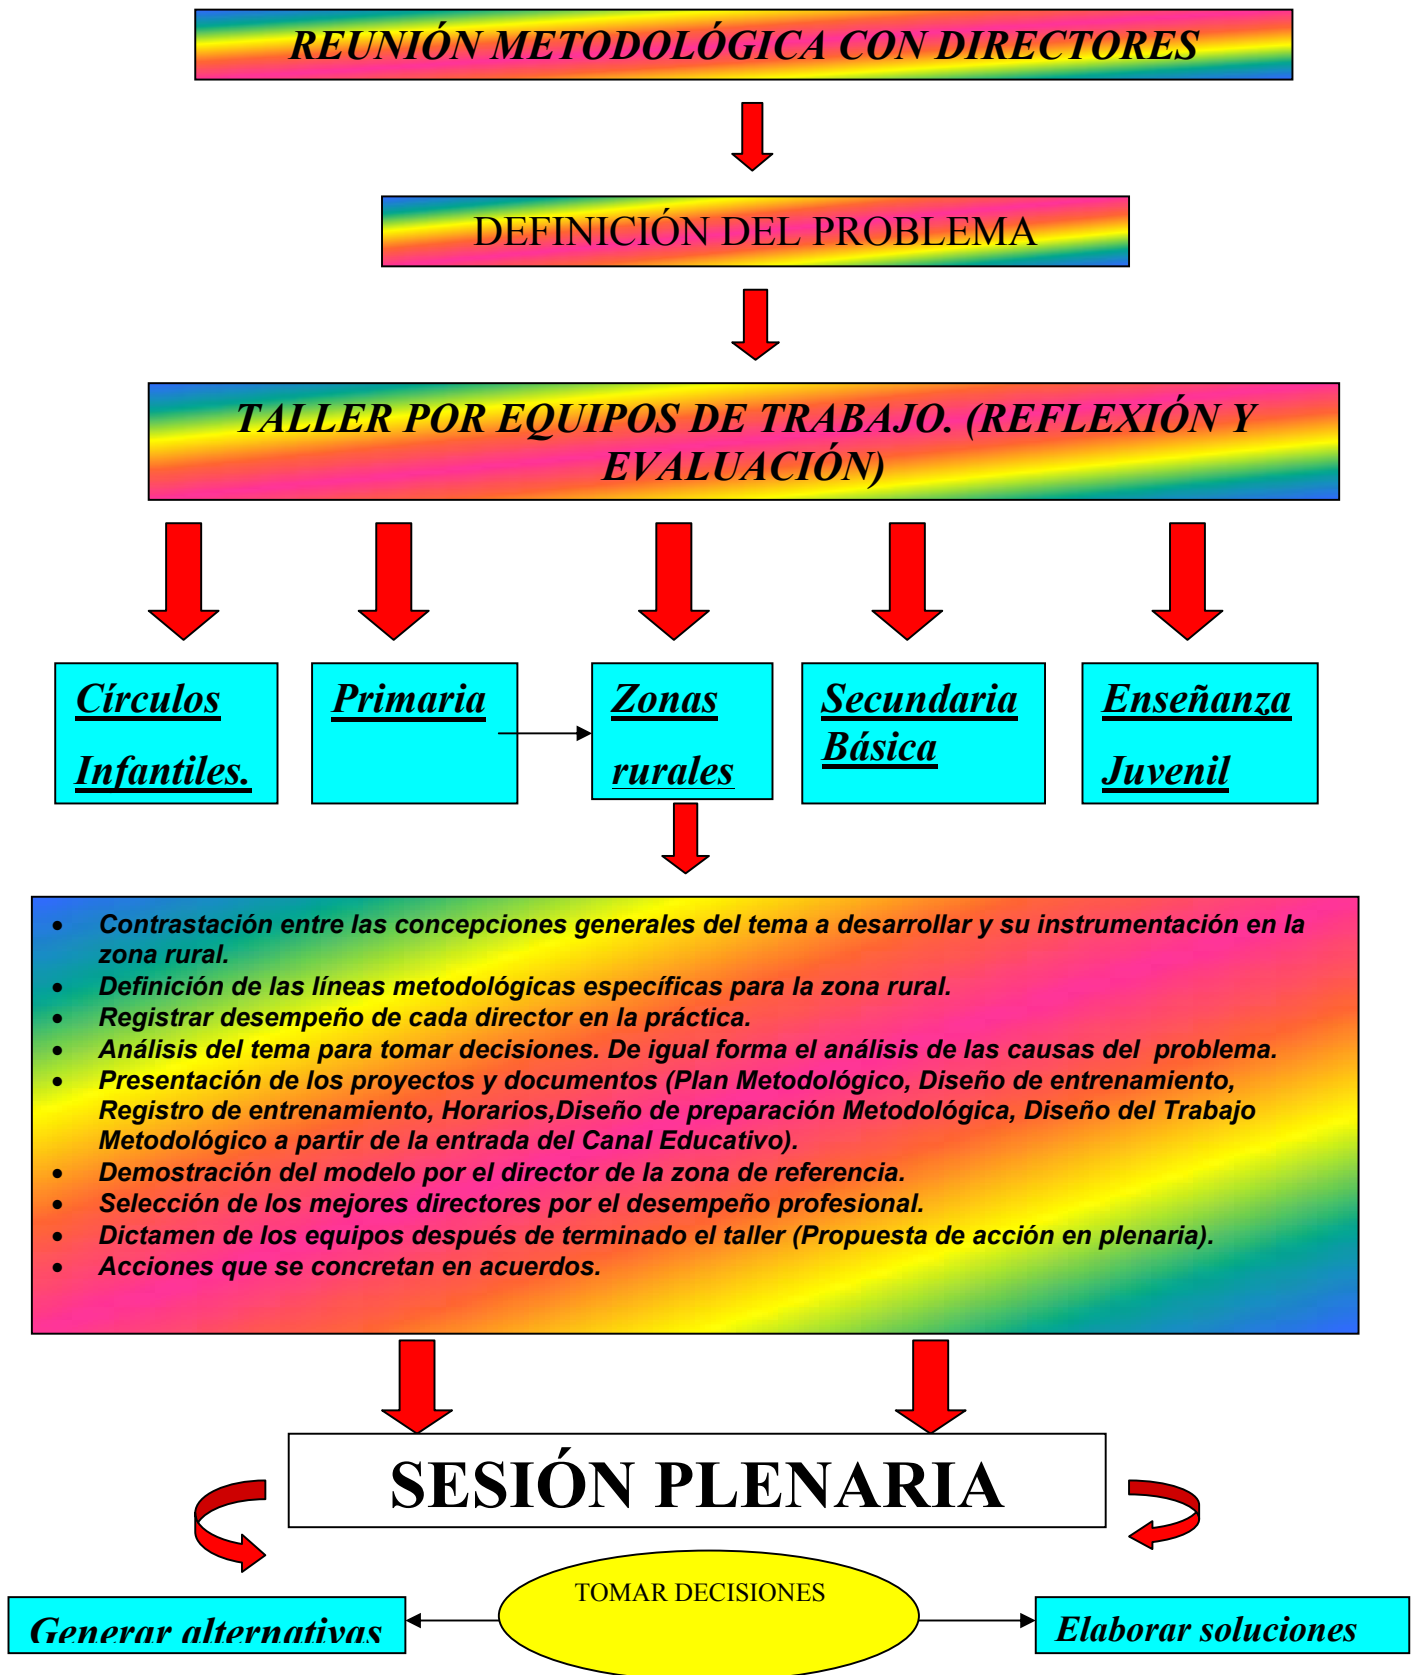 REUNIÓN METODOLÓGICA CON DIRECTORES
DEFINICIÓN DEL PROBLEMA
TALLER POR EQUIPOS DE TRABAJO. (REFLEXIÓN Y
EVALUACIÓN)
Círculos
Infantiles.
Primaria
Zonas
rurales
Secundaria
Básica
Enseñanza
Juvenil
• Contrastación entre las concepciones generales del tema a desarrollar y su instrumentación en la
zona rural.
• Definición de las líneas metodológicas específicas para la zona rural.
• Registrar desempeño de cada director en la práctica.
• Análisis del tema para tomar decisiones. De igual forma el análisis de las causas del  problema.
• Presentación de los proyectos y documentos (Plan Metodológico, Diseño de entrenamiento,
Registro de entrenamiento, Horarios,Diseño de preparación Metodológica, Diseño del Trabajo
Metodológico a partir de la entrada del Canal Educativo).
• Demostración del modelo por el director de la zona de referencia.
• Selección de los mejores directores por el desempeño profesional.
• Dictamen de los equipos después de terminado el taller (Propuesta de acción en plenaria).
• Acciones que se concretan en acuerdos.
SESIÓN PLENARIA
TOMAR DECISIONES
Generar alternativas
Elaborar soluciones